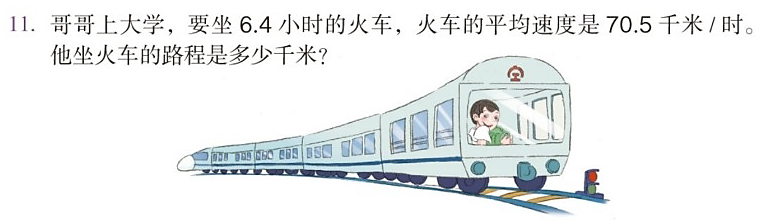 11. 哥哥上大学，要坐 6.4 小时的火车，火车的平均速度是 70.5 千米 / 时。
他坐火车的路程是多少千米？